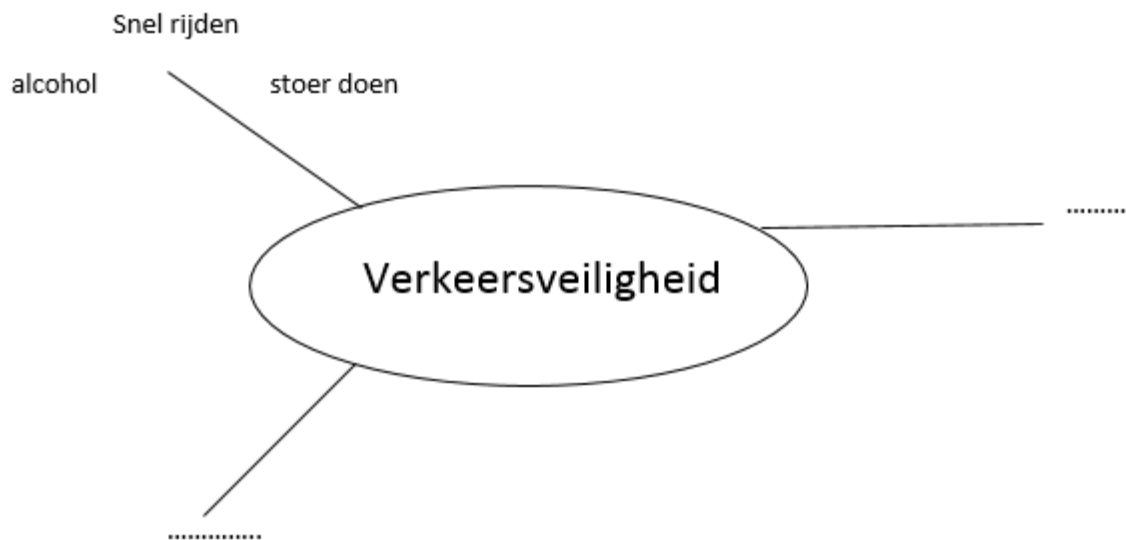 Snel rijden
alcohol
stoer doen
.........
Verkeersveiligheid
..............